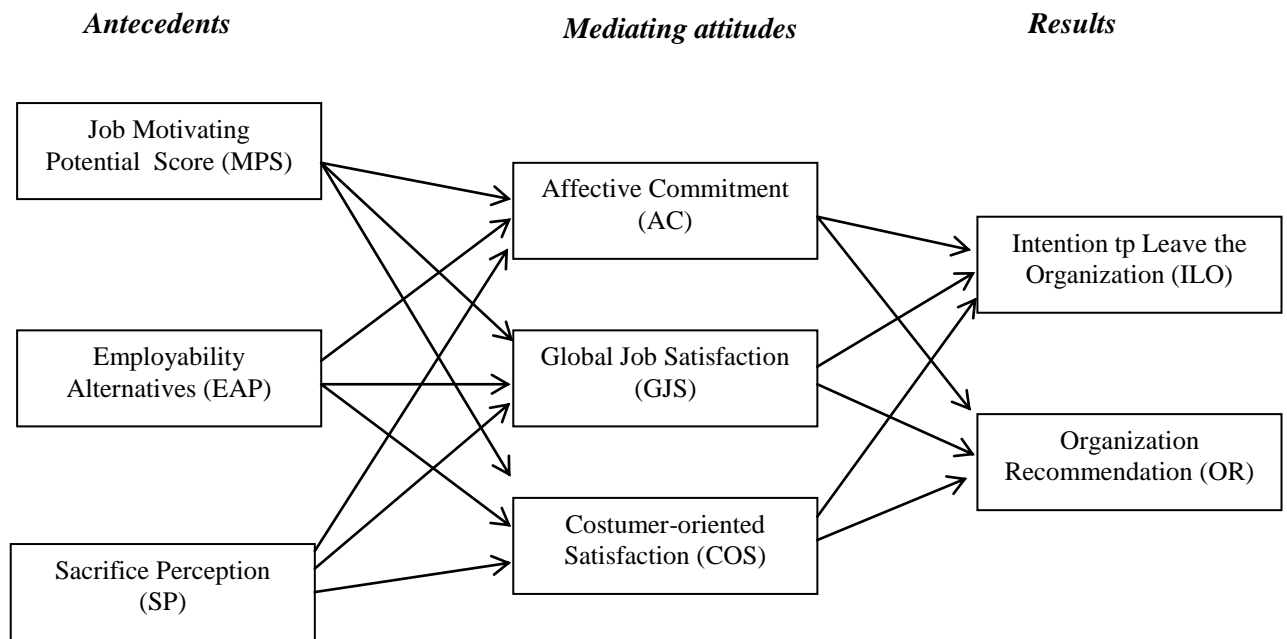 Antecedents
Mediating attitudes
Results
Job Motivating
Potential Score (MPS)
Employability
Alternatives (EAP)
Sacrifice Perception
(SP)
Affective Commitment
(AC)
Global Job Satisfaction
(GJS)
Costumer-oriented
Satisfaction (COS)
Intention tp Leave the
Organization (ILO)
Organization
Recommendation (OR)